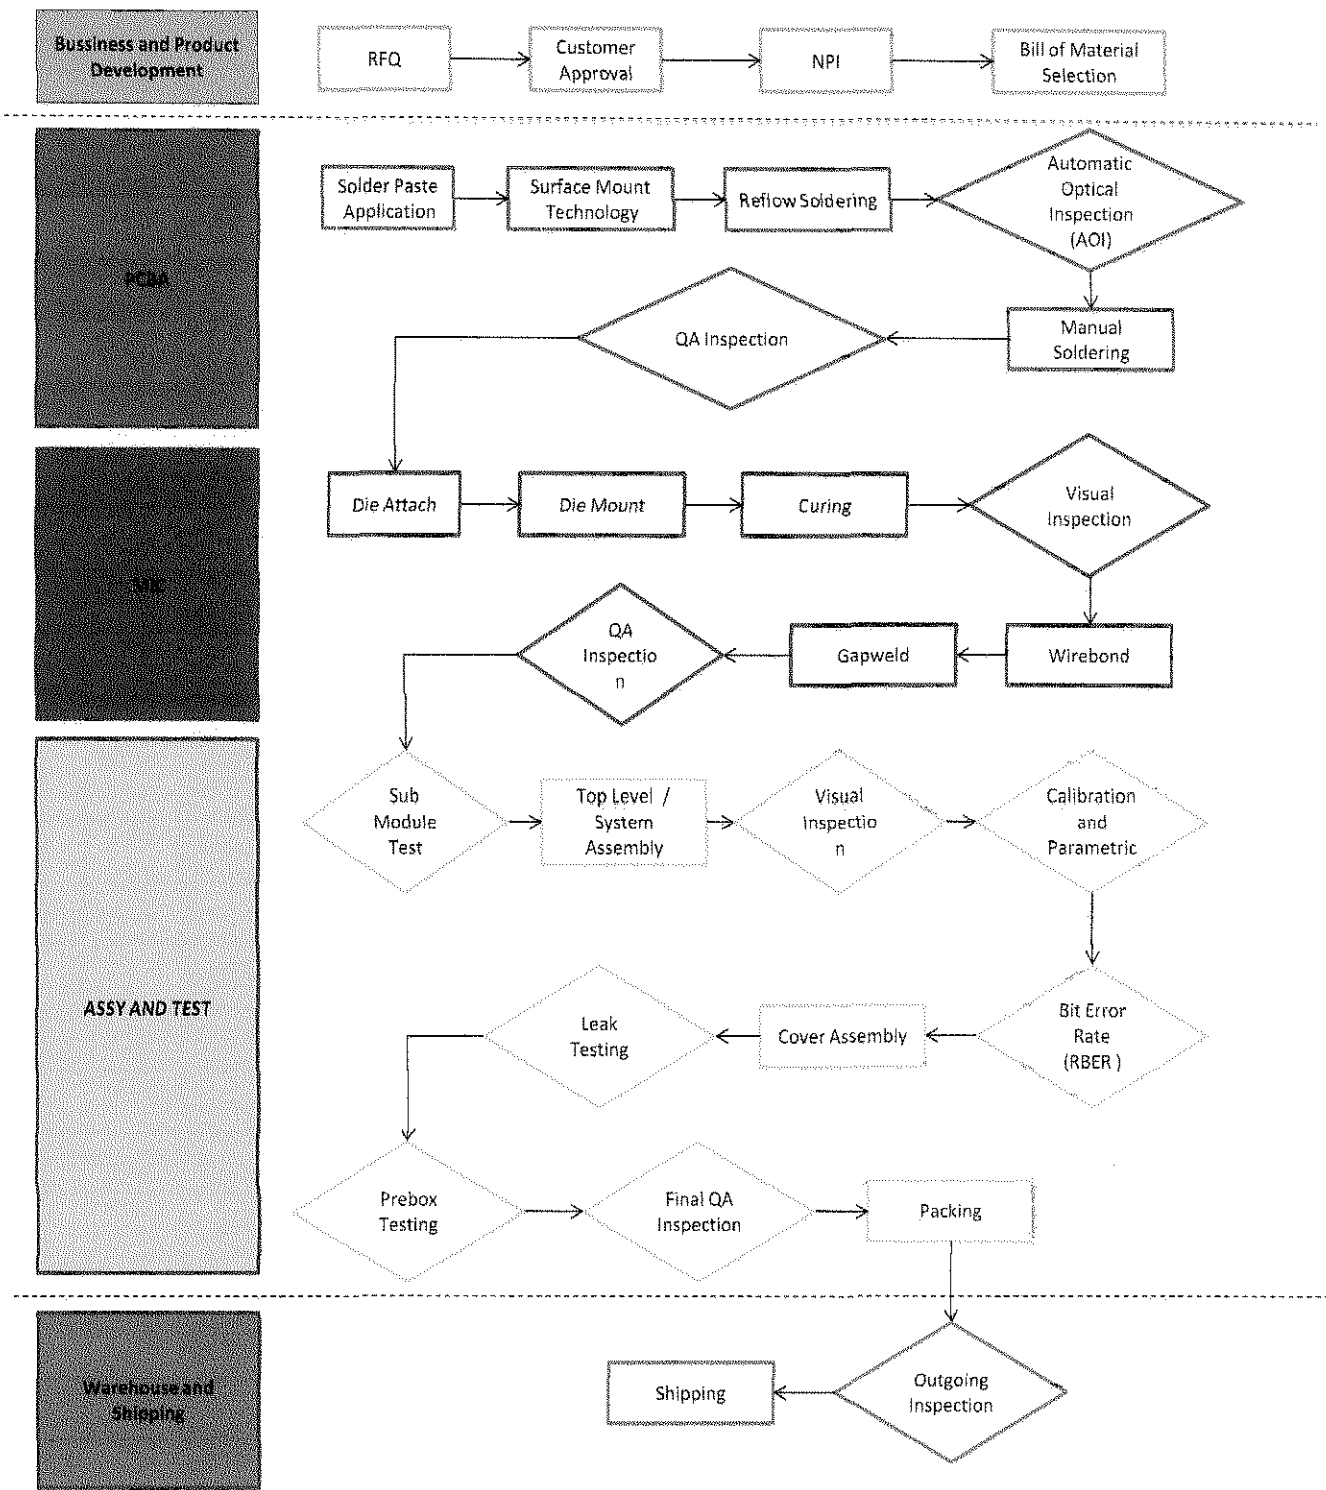 Bussiness and Product
Development
RFQ
Customer
Approval
NPI
Bill of Material
Selection
PCBA
Solder Paste
Application
Surface Mount
Technology
Reflow Soldering
Automatic
Optical
Inspection
(AOI)
QA Inspection
Manual
Soldering
MIC
Die Attach
Die Mount
Curing
Visual
Inspection
QA
Inspectio
n
Gapweld
Wirebond
ASSY AND TEST
Sub
Module
Test
Top Level /
System
Assembly
Visual
Inspectio
n
Calibration
and
Parametric
Leak
Testing
Cover Assembly
Bit Error
Rate
(RBER )
Prebox
Testing
Final QA
Inspection
Packing
Warehouse and
Shipping
Shipping
Outgoing
Inspection